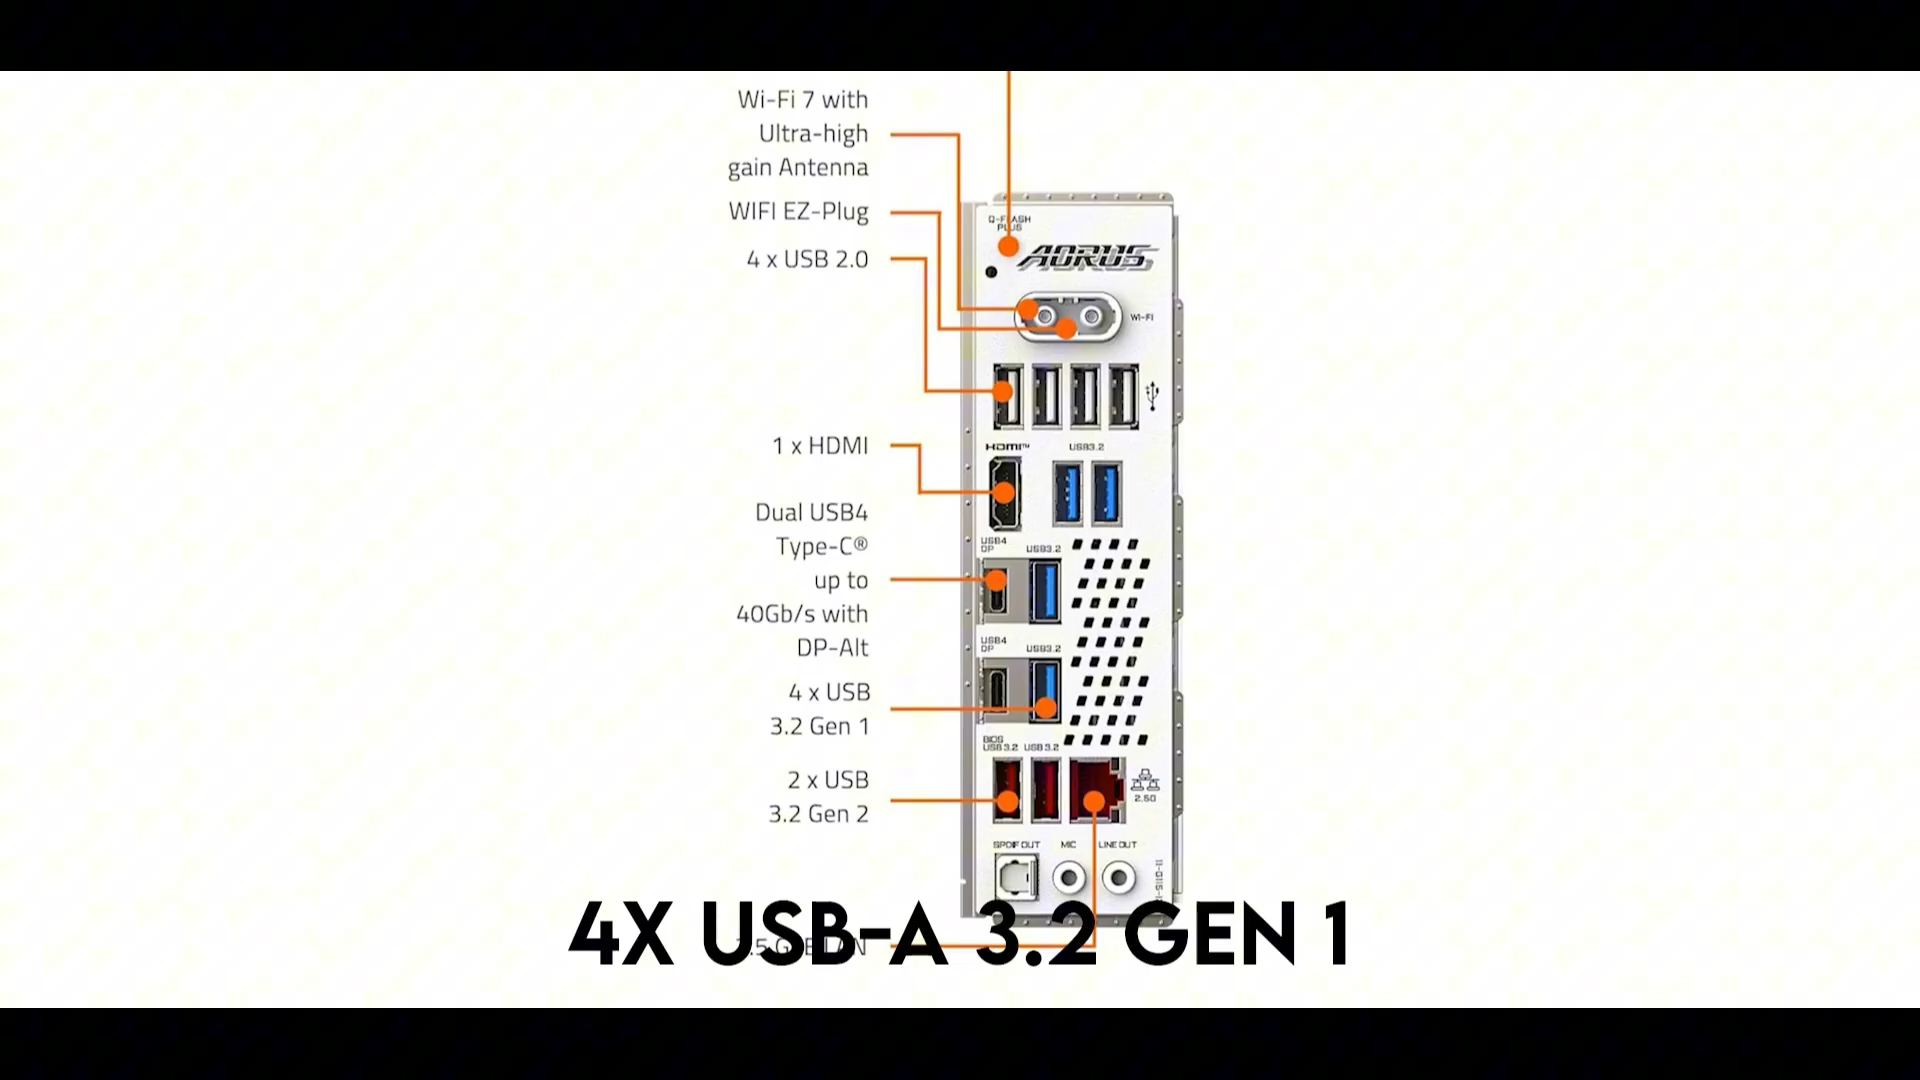 Wi-Fi 7 with
Ultra-high
gain Antenna
WIFI EZ-Plug
4 x USB 2.0
1 x HDMI
Dual USB4
Type-C®
up to
40Gb/s with
DP-Alt
4 x USB
3.2 Gen 1
2 x USB
3.2 Gen 2
Q-FLASH
PLUS
AORUS
WI-FI
HDMI™ USB3.2
USB4
DP USB3.2
USB4
DP USB3.2
BIOS
USB 3.2 USB 3.2
2.5G
SPDIF OUT MIC LINE OUT
4X USB-A 3.2 GEN 1